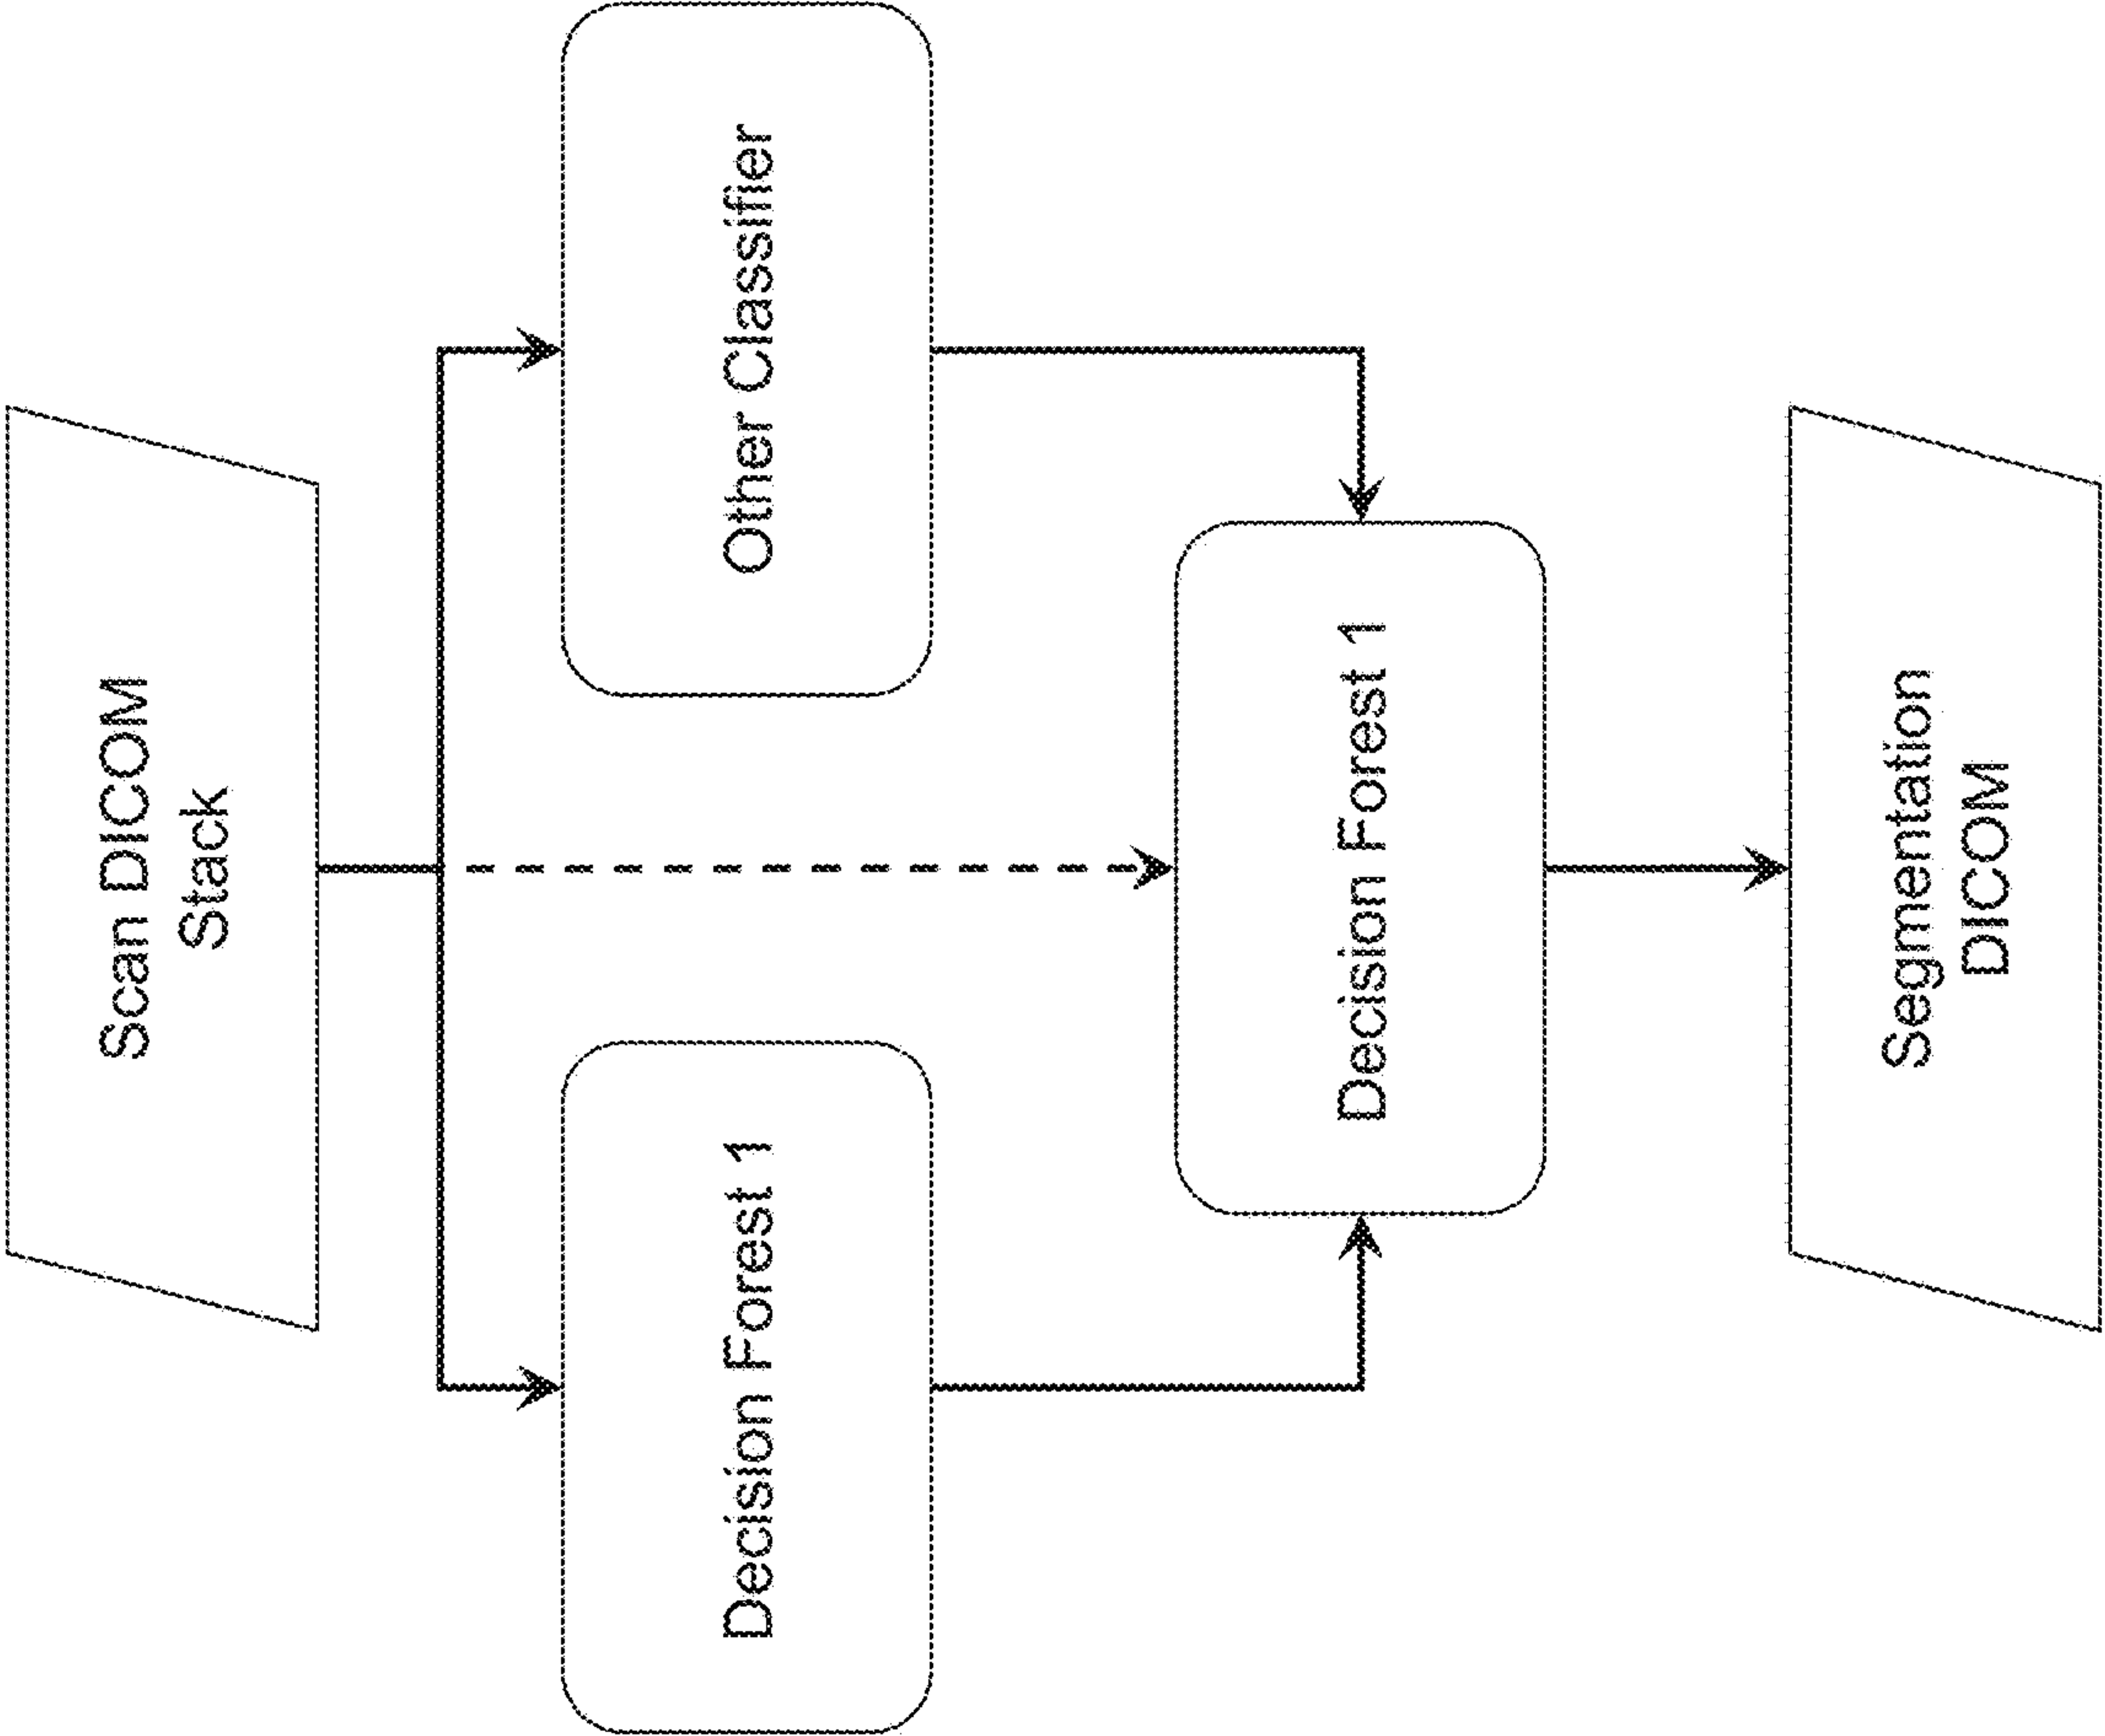 Scan DICOM
Stack
Decision Forest 1
Other Classifier
Decision Forest 1
Segmentation
DICOM